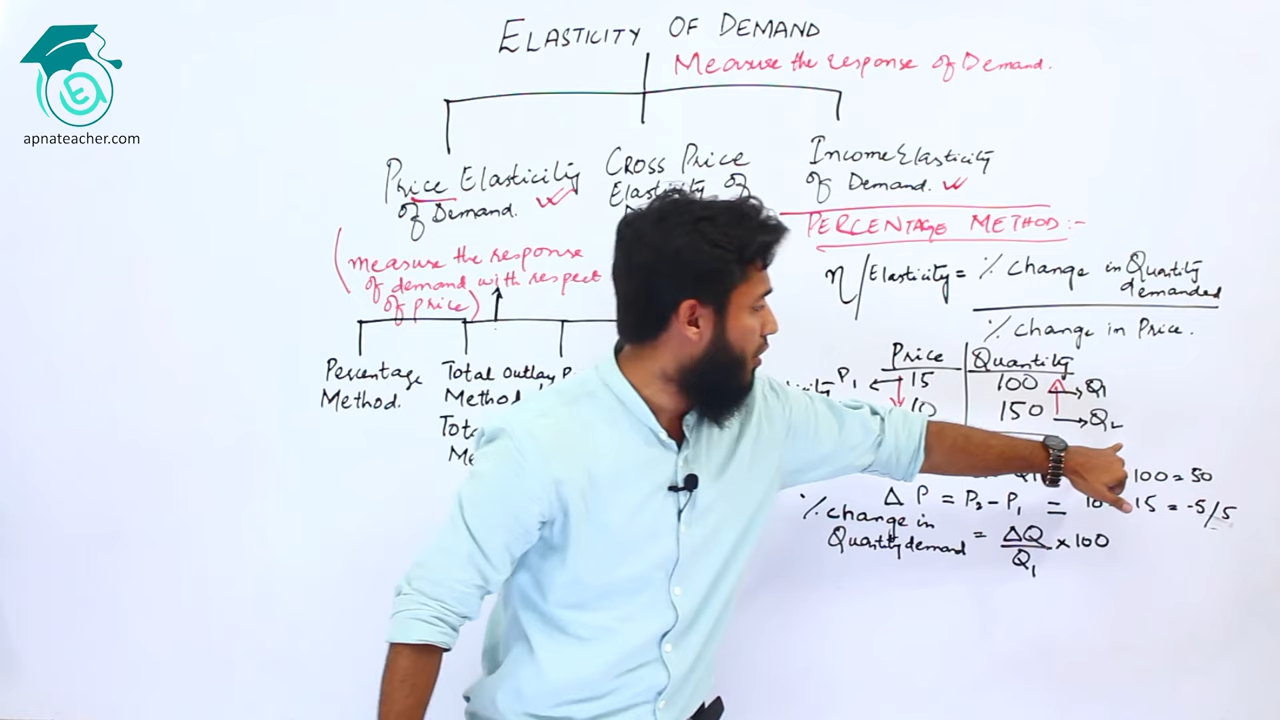 apnateacher.com
ELASTICITY OF DEMAND
Measure the response of Demand.
Price Elasticity
of Demand.
CROSS Price
Elasticity of
Income Elasticity
of Demand.
(measure the response
of demand with respect
of price)
Percentage
Method.
Total outlay
Method
PERCENTAGE METHOD:-
η/Elasticity = % Change in Quantity
demanded
% Change in Price.
Price Quantity
P1 ← 15 100 → Q1
10 150 → Q2
100 = 50
Δ P = P2 - P1 = 15 = -5/5
% change in
Quantity demand = ΔQ/Q1 × 100